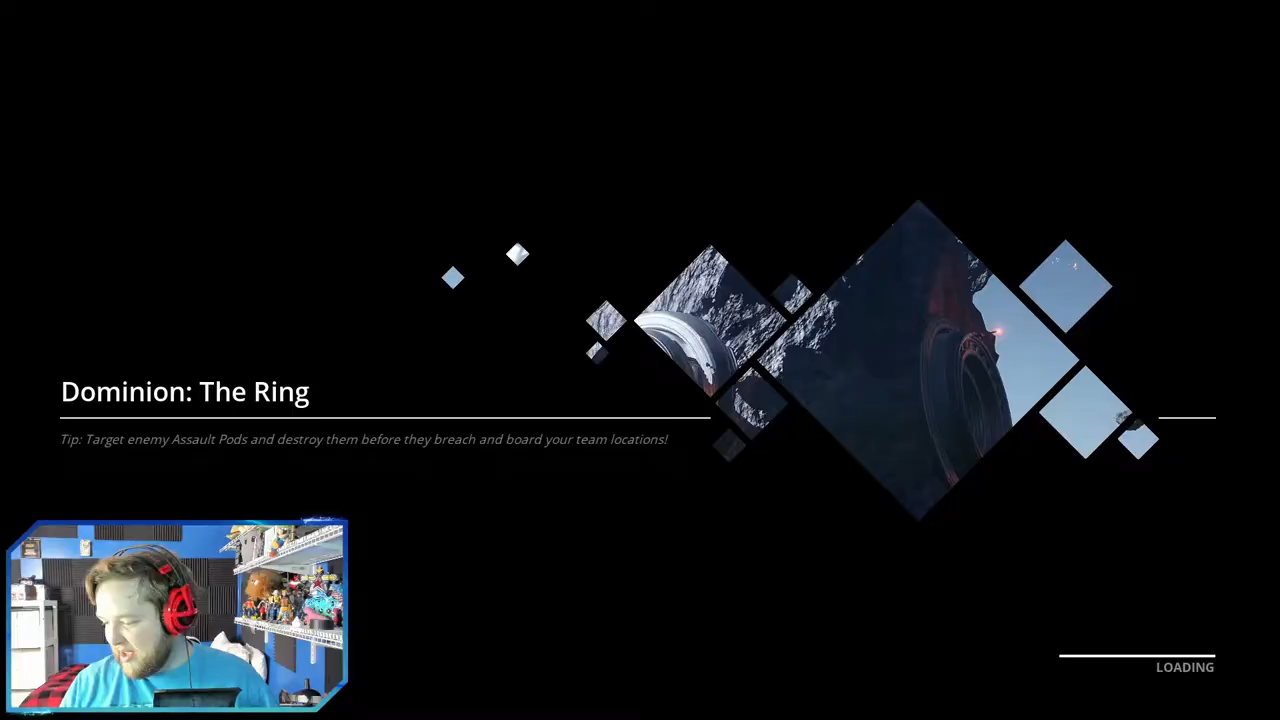 Dominion: The Ring
Tip: Target enemy Assault Pods and destroy them before they breach and board your team locations!
LOADING